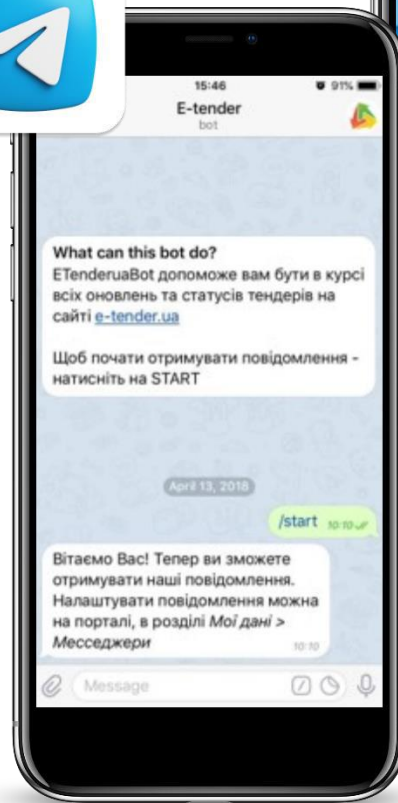 15:46
91%
E-tender
bot
What can this bot do?
ETenderuaBot допоможе вам бути в курсі
всіх оновлень та статусів тендерів на
сайті e-tender.ua
Щоб почати отримувати повідомлення -
натисніть на START
April 13, 2018
/start 10:10
Вітаємо Вас! Тепер ви зможете
отримувати наші повідомлення.
Налаштувати повідомлення можна
на порталі, в розділі Мої дані >
Месседжери
10:10
Message